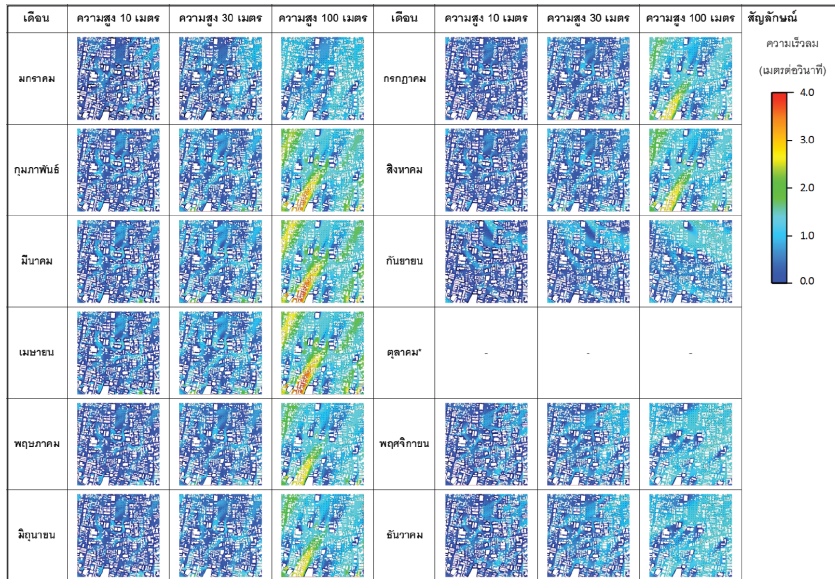 เดือน ความสูง 10 เมตร ความสูง 30 เมตร ความสูง 100 เมตร เดือน ความสูง 10 เมตร ความสูง 30 เมตร ความสูง 100 เมตร สัญลักษณ์
มกราคม กรกฎาคม
ความเร็วลม
(เมตรต่อวินาที)
4.0
3.0
2.0
1.0
0.0
กุมภาพันธ์ สิงหาคม
มีนาคม กันยายน
เมษายน ตุลาคม* - - -
พฤษภาคม พฤศจิกายน
มิถุนายน ธันวาคม